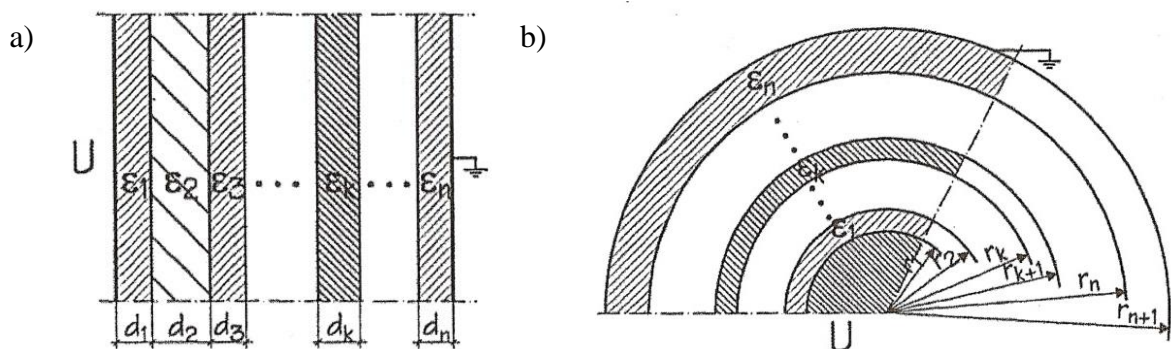 a)
U
ε1 ε2 ε3 εk εn
d1 d2 d3 dk dn
b)
εn
εk
ε1
r1 r2 rk
rk+1
rn
rn+1
U